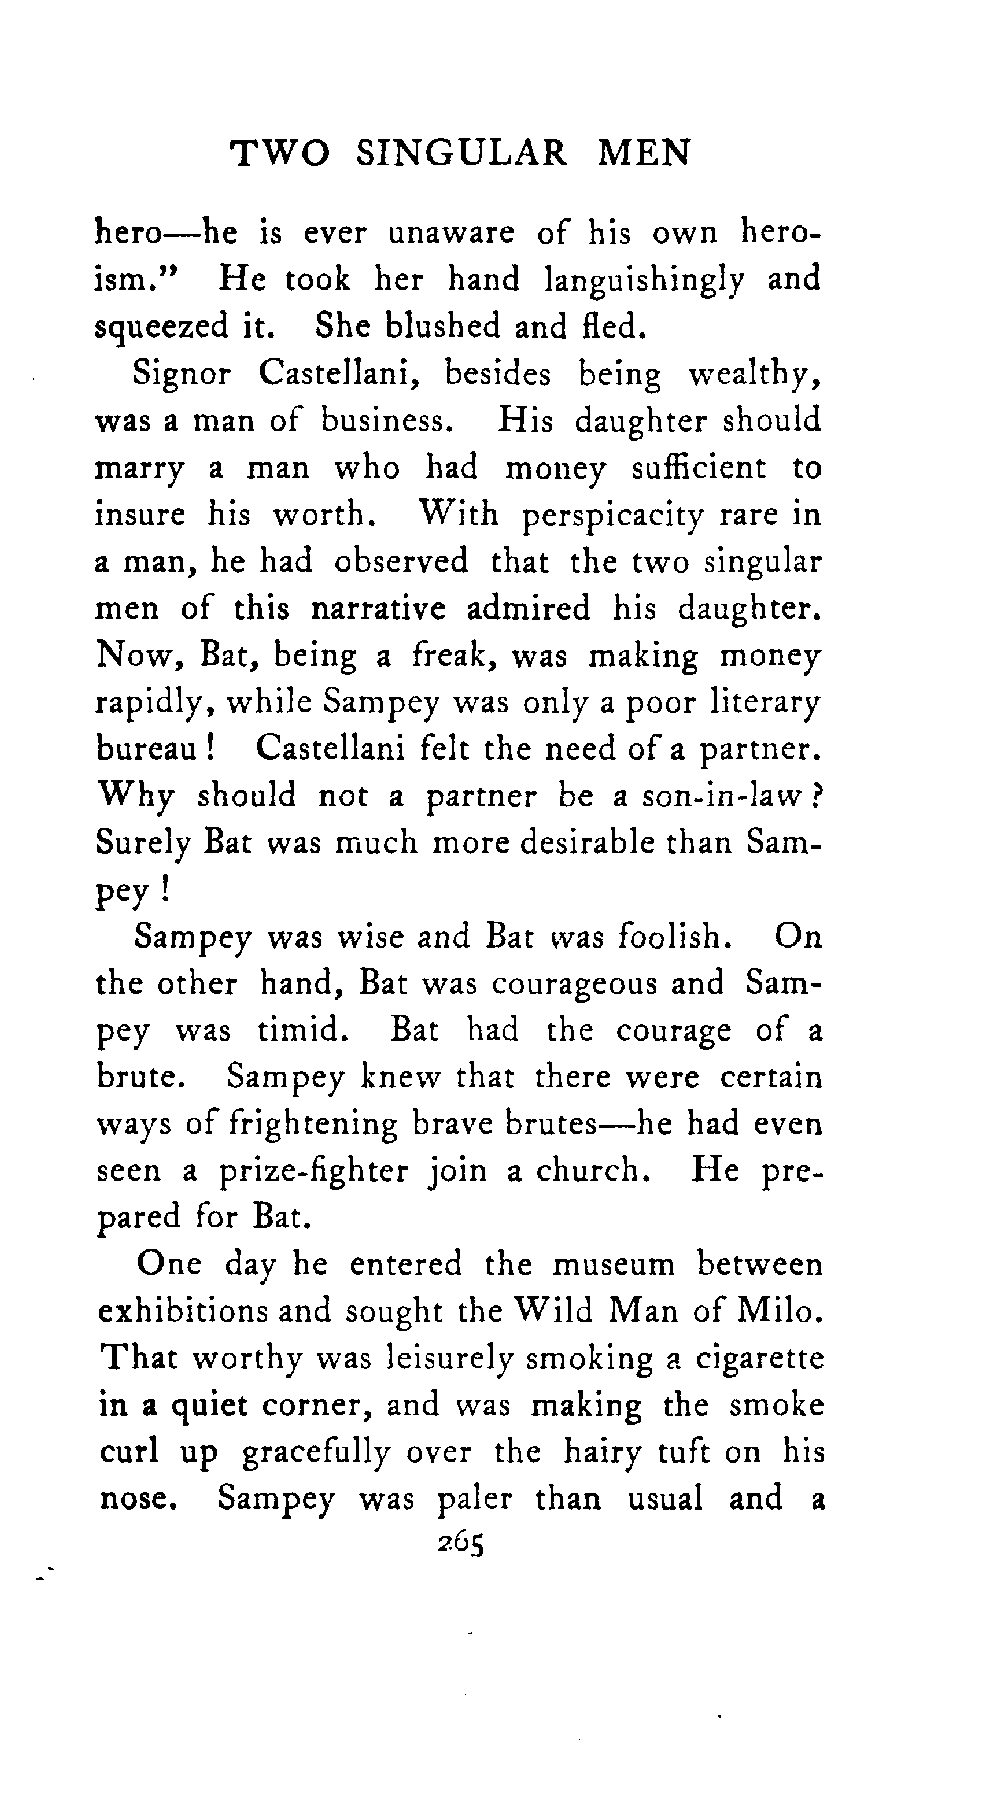 TWO SINGULAR MEN
hero—he is ever unaware of his own hero-
ism." He took her hand languishingly and
squeezed it. She blushed and fled.
Signor Castellani, besides being wealthy,
was a man of business. His daughter should
marry a man who had money sufficient to
insure his worth. With perspicacity rare in
a man, he had observed that the two singular
men of this narrative admired his daughter.
Now, Bat, being a freak, was making money
rapidly, while Sampey was only a poor literary
bureau! Castellani felt the need of a partner.
Why should not a partner be a son-in-law?
Surely Bat was much more desirable than Sam-
pey!
Sampey was wise and Bat was foolish. On
the other hand, Bat was courageous and Sam-
pey was timid. Bat had the courage of a
brute. Sampey knew that there were certain
ways of frightening brave brutes—he had even
seen a prize-fighter join a church. He pre-
pared for Bat.
One day he entered the museum between
exhibitions and sought the Wild Man of Milo.
That worthy was leisurely smoking a cigarette
in a quiet corner, and was making the smoke
curl up gracefully over the hairy tuft on his
nose. Sampey was paler than usual and a
265